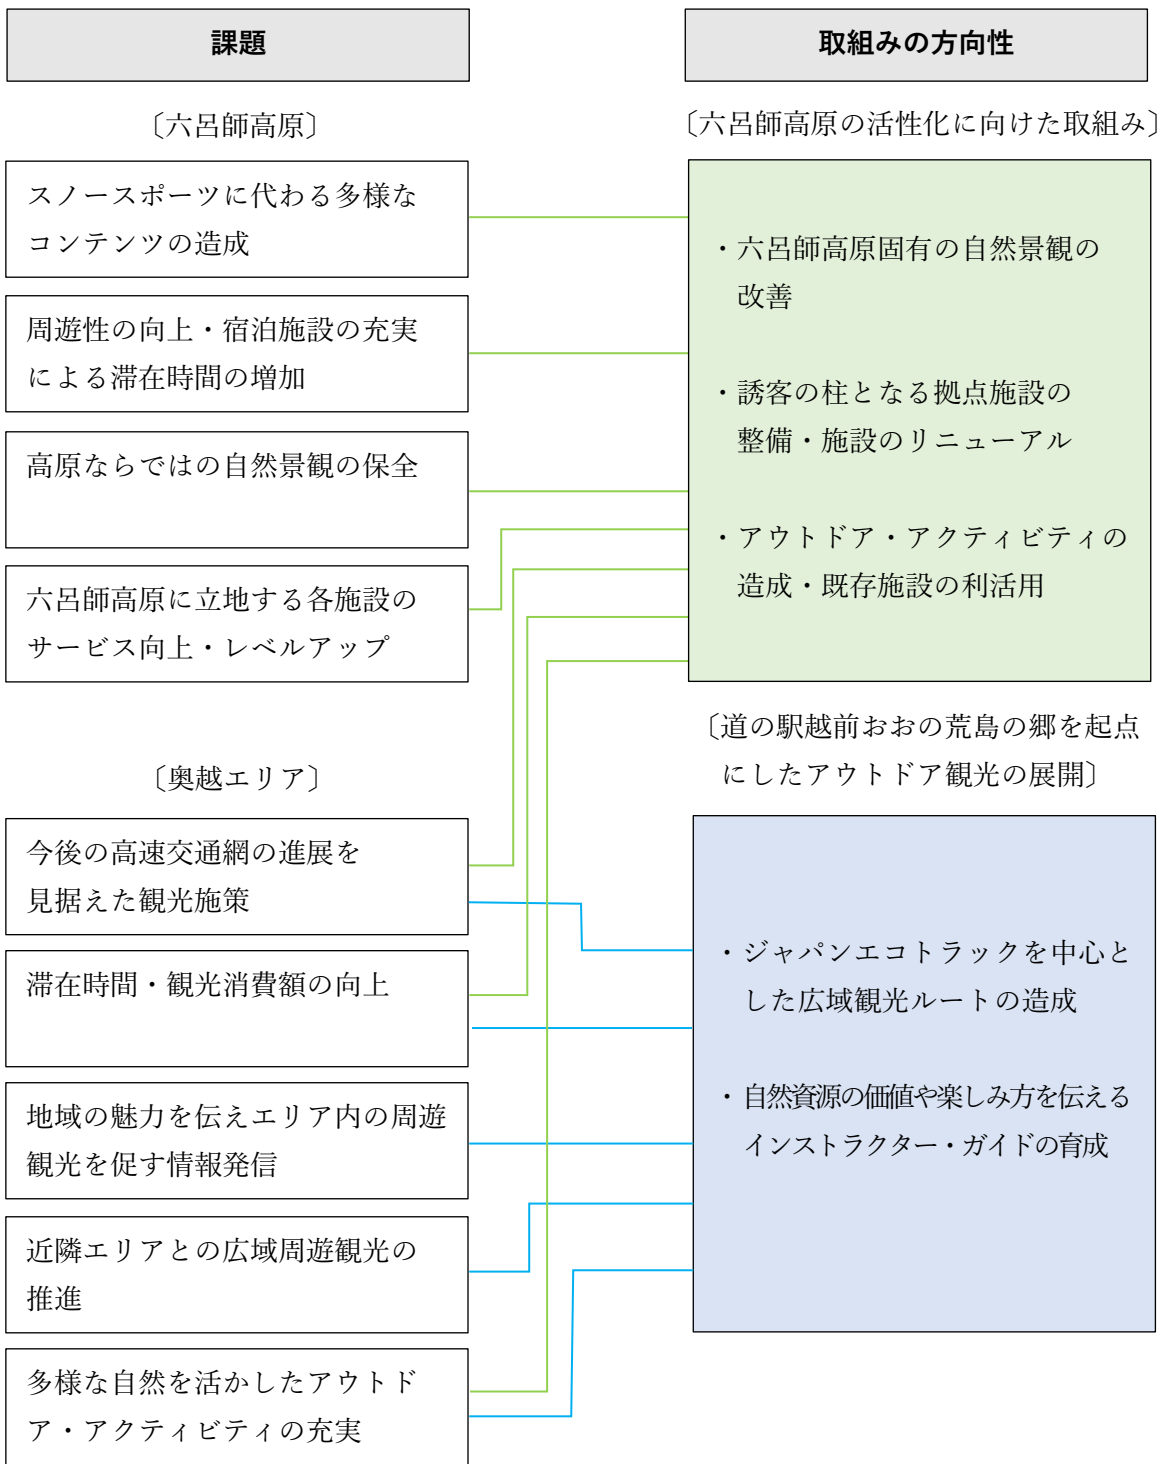 課題
〔六呂師高原〕
スノースポーツに代わる多様な
コンテンツの造成
周遊性の向上・宿泊施設の充実
による滞在時間の増加
高原ならではの自然景観の保全
六呂師高原に立地する各施設の
サービス向上・レベルアップ
〔奥越エリア〕
今後の高速交通網の進展を
見据えた観光施策
滞在時間・観光消費額の向上
地域の魅力を伝えエリア内の周遊
観光を促す情報発信
近隣エリアとの広域周遊観光の
推進
多様な自然を活かしたアウトド
ア・アクティビティの充実
取組みの方向性
〔六呂師高原の活性化に向けた取組み〕
・六呂師高原固有の自然景観の
改善
・誘客の柱となる拠点施設の
整備・施設のリニューアル
・アウトドア・アクティビティの
造成・既存施設の利活用
〔道の駅越前おおの荒島の郷を起点
にしたアウトドア観光の展開〕
・ジャパンエコトラックを中心と
した広域観光ルートの造成
・自然資源の価値や楽しみ方を伝える
インストラクター・ガイドの育成